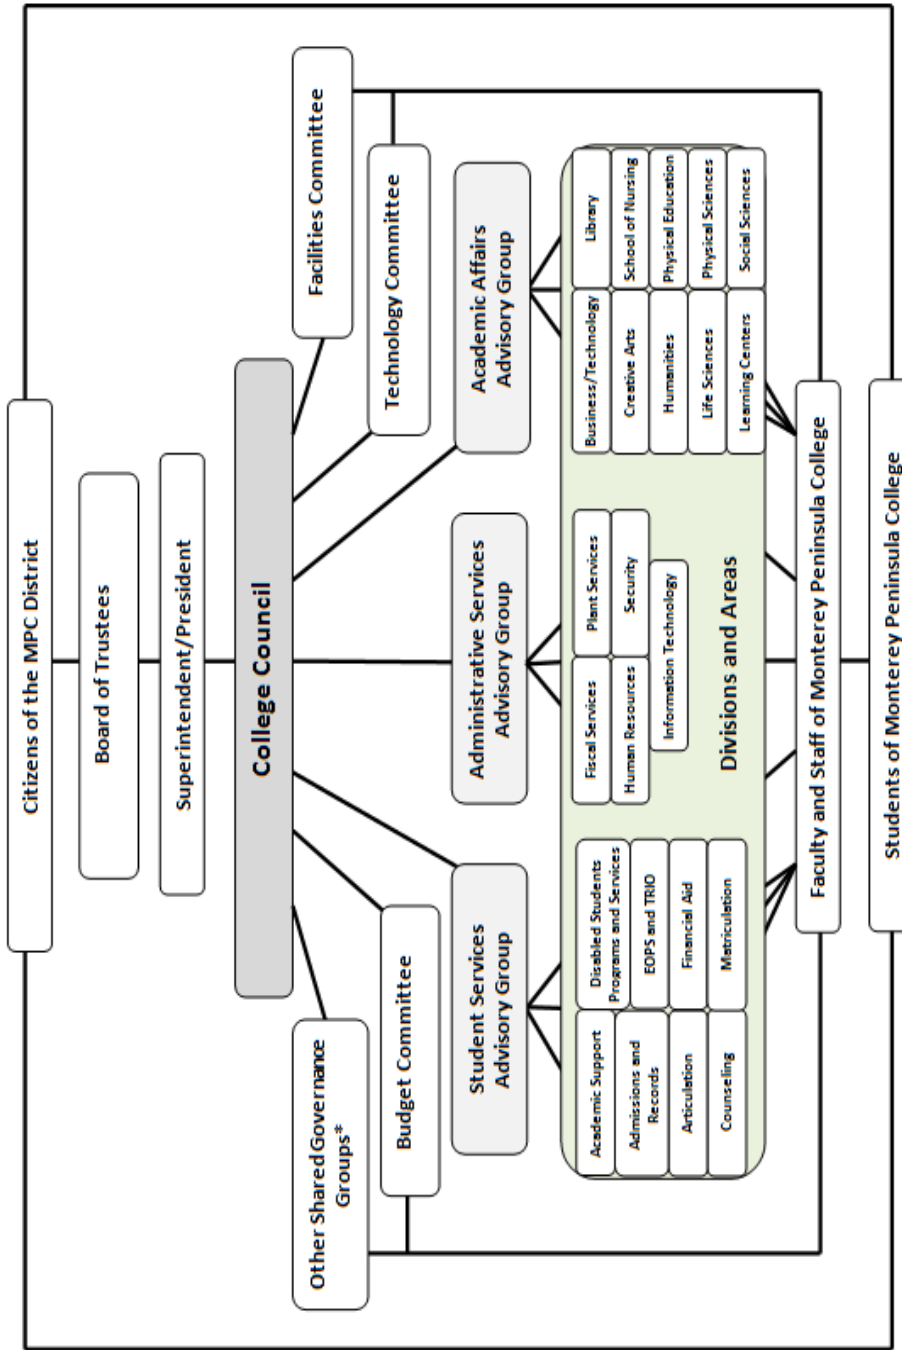 Citizens of the MPC District
Board of Trustees
Superintendent/President
College Council
Other Shared Governance
Groups*
Facilities Committee
Budget Committee
Technology Committee
Student Services
Advisory Group
Administrative Services
Advisory Group
Academic Affairs
Advisory Group
Academic Support
Admissions and
Records
Articulation
Counseling
Disabled Students
Programs and Services
EOPS and TRIO
Financial Aid
Matriculation
Fiscal Services
Human Resources
Plant Services
Security
Information Technology
Business/Technology
Creative Arts
Humanities
Life Sciences
Learning Centers
Library
School of Nursing
Physical Education
Physical Sciences
Social Sciences
Divisions and Areas
Faculty and Staff of Monterey Peninsula College
Students of Monterey Peninsula College